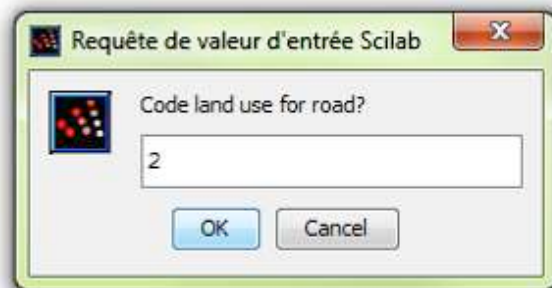 Requête de valeur d'entrée Scilab
Code land use for road?
2
OK Cancel